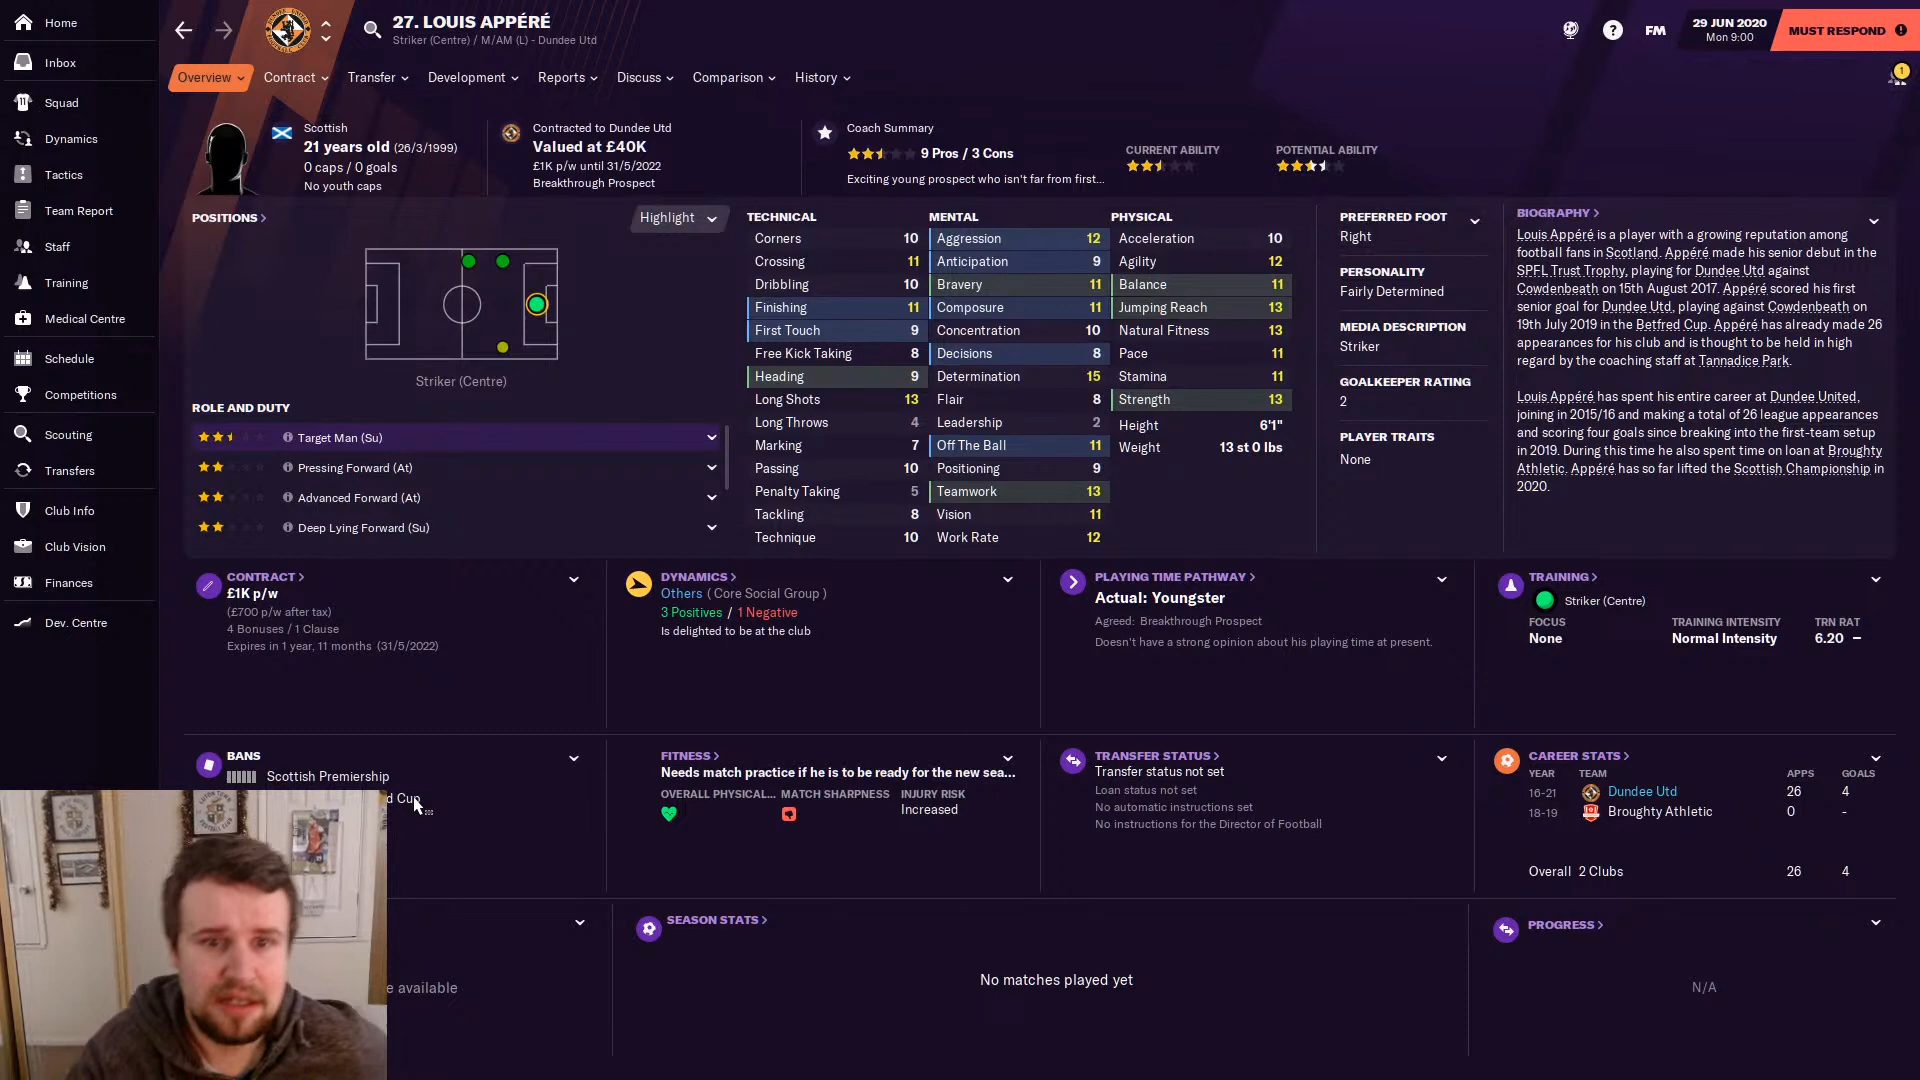 Home
Inbox
Squad
Dynamics
Tactics
Team Report
Staff
Training
Medical Centre
Schedule
Competitions
Scouting
Transfers
Club Info
Club Vision
Finances
Dev. Centre
27. LOUIS APPÉRÉ
Striker (Centre) / M/AM (L) - Dundee Utd
FM
29 JUN 2020
Mon 9:00
MUST RESPOND
1
Overview
Contract
Transfer
Development
Reports
Discuss
Comparison
History
Scottish
21 years old (26/3/1999)
0 caps / 0 goals
No youth caps
Contracted to Dundee Utd
Valued at £40K
£1K p/w until 31/5/2022
Breakthrough Prospect
Coach Summary
9 Pros / 3 Cons
Exciting young prospect who isn't far from first...
CURRENT ABILITY
POTENTIAL ABILITY
POSITIONS
Highlight
Striker (Centre)
ROLE AND DUTY
Target Man (Su)
Pressing Forward (At)
Advanced Forward (At)
Deep Lying Forward (Su)
TECHNICAL
Corners 10
Crossing 11
Dribbling 10
Finishing 11
First Touch 9
Free Kick Taking 8
Heading 9
Long Shots 13
Long Throws 4
Marking 7
Passing 10
Penalty Taking 5
Tackling 8
Technique 10
MENTAL
Aggression 12
Anticipation 9
Bravery 11
Composure 11
Concentration 10
Decisions 8
Determination 15
Flair 8
Leadership 2
Off The Ball 11
Positioning 9
Teamwork 13
Vision 11
Work Rate 12
PHYSICAL
Acceleration 10
Agility 12
Balance 11
Jumping Reach 13
Natural Fitness 13
Pace 11
Stamina 11
Strength 13
Height 6'1"
Weight 13 st 0 lbs
PREFERRED FOOT
Right
PERSONALITY
Fairly Determined
MEDIA DESCRIPTION
Striker
GOALKEEPER RATING
2
PLAYER TRAITS
None
BIOGRAPHY
Louis Appéré is a player with a growing reputation among
football fans in Scotland. Appéré made his senior debut in the
SPFL Trust Trophy, playing for Dundee Utd against
Cowdenbeath on 15th August 2017. Appéré scored his first
senior goal for Dundee Utd, playing against Cowdenbeath on
19th July 2019 in the Betfred Cup. Appéré has already made 26
appearances for his club and is thought to be held in high
regard by the coaching staff at Tannadice Park.
Louis Appéré has spent his entire career at Dundee United,
joining in 2015/16 and making a total of 26 league appearances
and scoring four goals since breaking into the first-team setup
in 2019. During this time he also spent time on loan at Broughty
Athletic. Appéré has so far lifted the Scottish Championship in
2020.
CONTRACT
£1K p/w
(£700 p/w after tax)
4 Bonuses / 1 Clause
Expires in 1 year, 11 months (31/5/2022)
DYNAMICS
Others ( Core Social Group )
3 Positives / 1 Negative
Is delighted to be at the club
PLAYING TIME PATHWAY
Actual: Youngster
Agreed: Breakthrough Prospect
Doesn't have a strong opinion about his playing time at present.
TRAINING
Striker (Centre)
FOCUS
None
TRAINING INTENSITY
Normal Intensity
TRN RAT
6.20 –
BANS
Scottish Premiership
d Cup
FITNESS
Needs match practice if he is to be ready for the new sea...
OVERALL PHYSICAL...
MATCH SHARPNESS
INJURY RISK
Increased
TRANSFER STATUS
Transfer status not set
Loan status not set
No automatic instructions set
No instructions for the Director of Football
CAREER STATS
YEAR TEAM APPS GOALS
16-21 Dundee Utd 26 4
18-19 Broughty Athletic 0 -
Overall 2 Clubs 26 4
e available
SEASON STATS
No matches played yet
PROGRESS
N/A